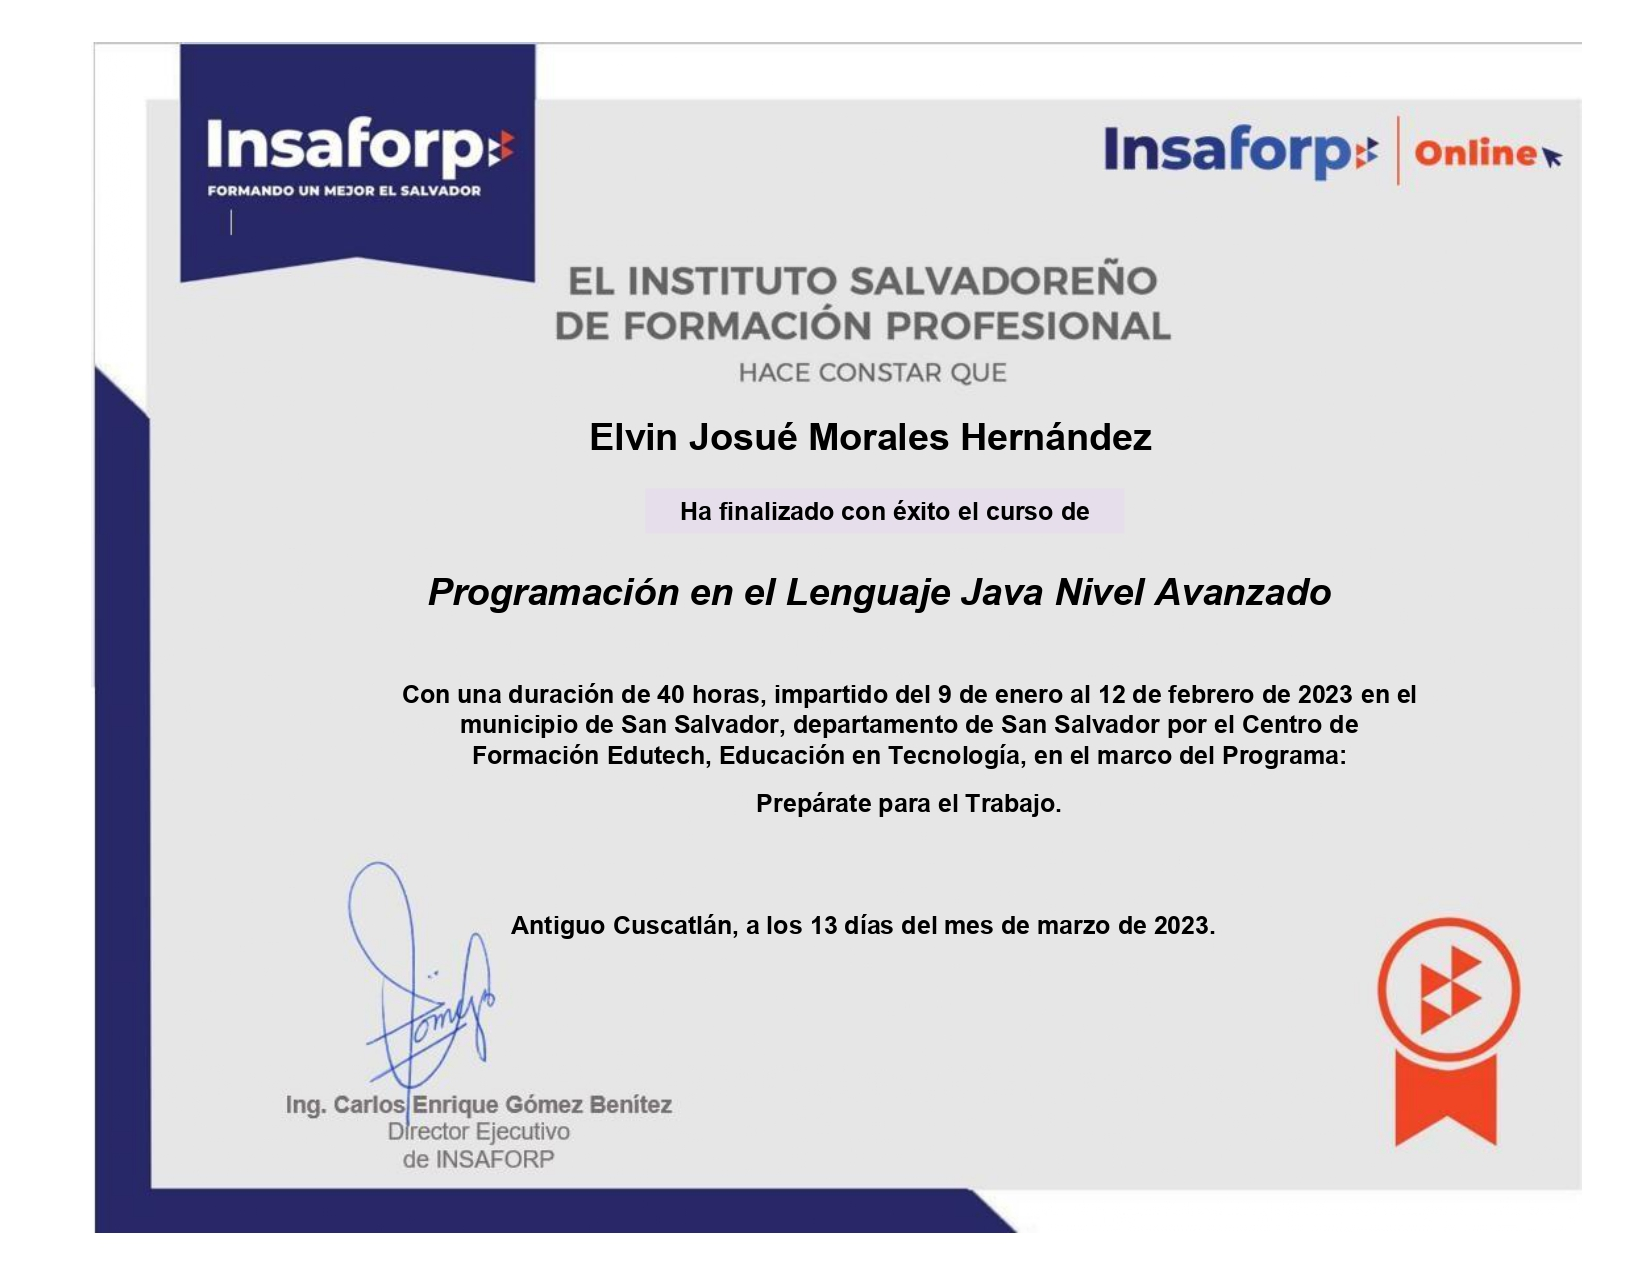 Insaforp
FORMANDO UN MEJOR EL SALVADOR
Insaforp Online
EL INSTITUTO SALVADOREÑO
DE FORMACIÓN PROFESIONAL
HACE CONSTAR QUE
Elvin Josué Morales Hernández
Ha finalizado con éxito el curso de
Programación en el Lenguaje Java Nivel Avanzado
Con una duración de 40 horas, impartido del 9 de enero al 12 de febrero de 2023 en el
municipio de San Salvador, departamento de San Salvador por el Centro de
Formación Edutech, Educación en Tecnología, en el marco del Programa:
Prepárate para el Trabajo.
Antiguo Cuscatlán, a los 13 días del mes de marzo de 2023.
Ing. Carlos Enrique Gómez Benítez
Director Ejecutivo
de INSAFORP